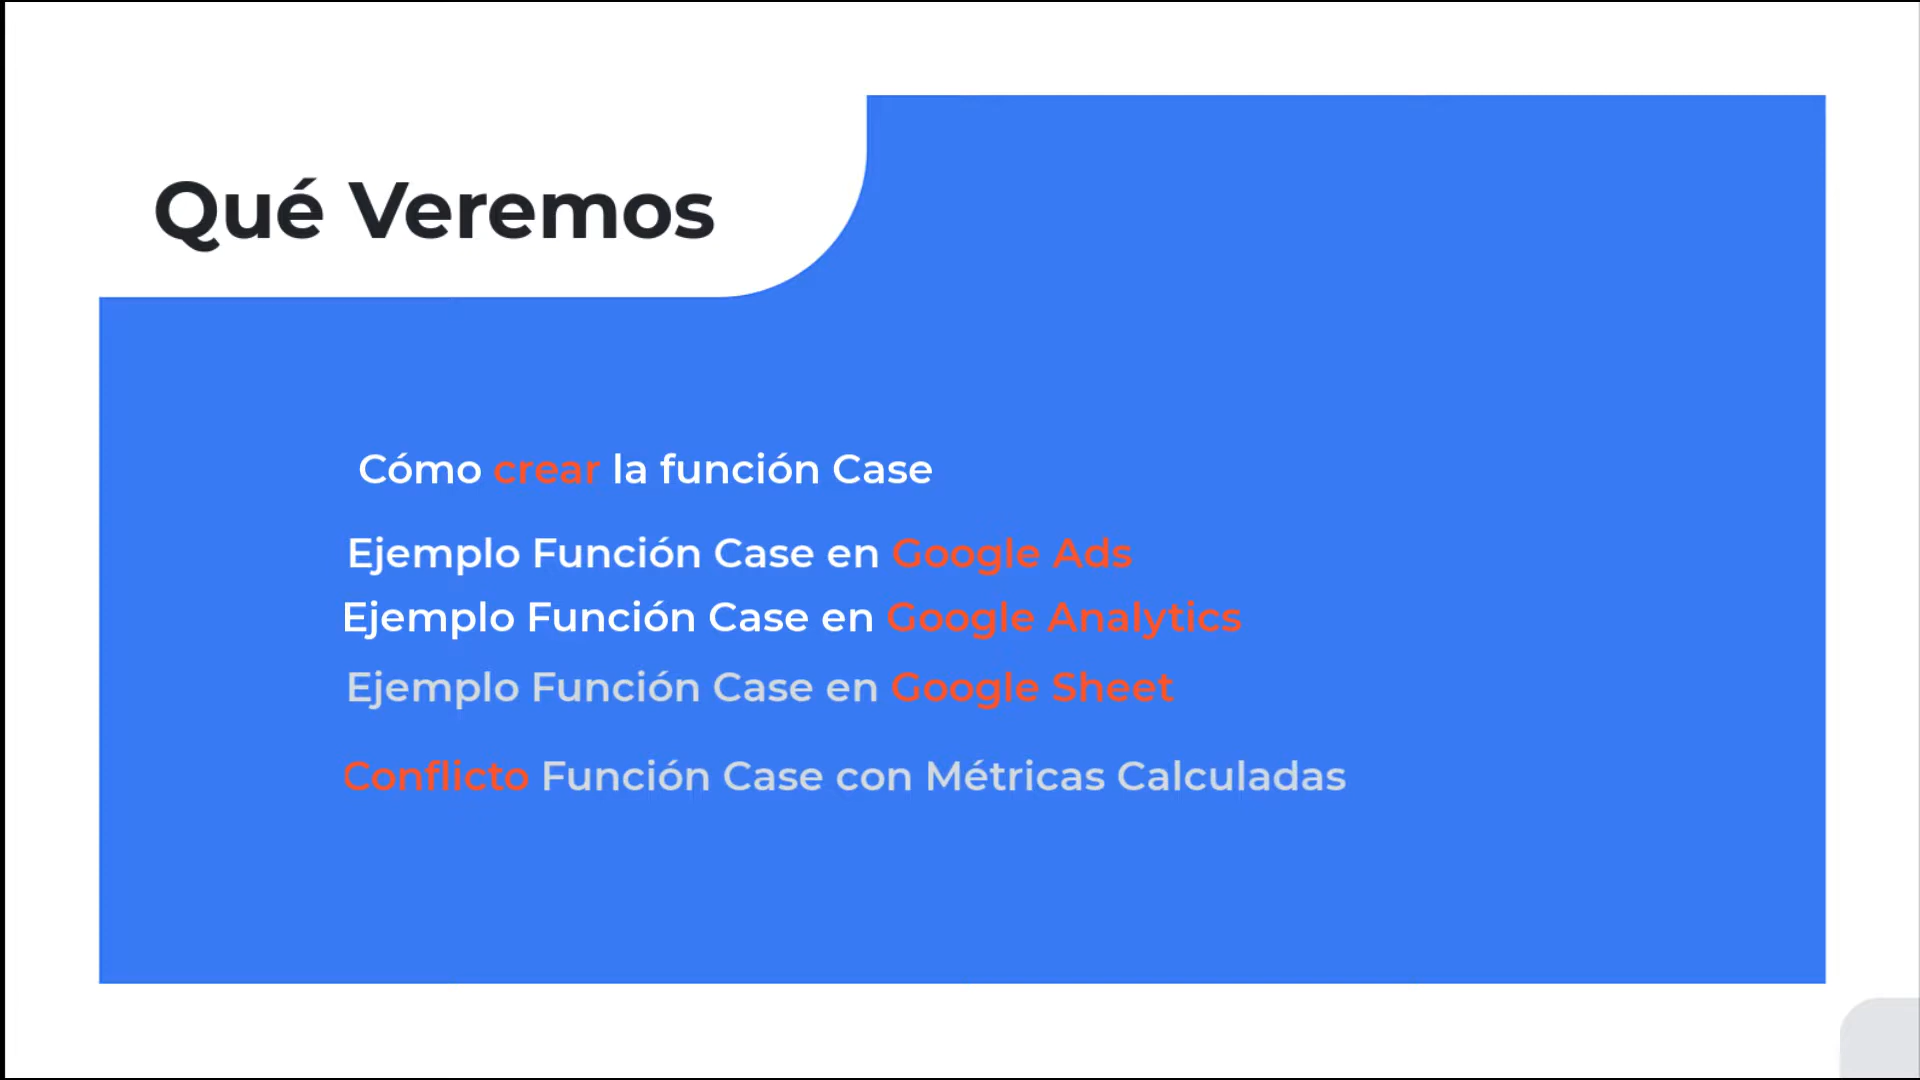 Qué Veremos
Cómo crear la función Case
Ejemplo Función Case en Google Ads
Ejemplo Función Case en Google Analytics
Ejemplo Función Case en Google Sheet
Conflicto Función Case con Métricas Calculadas